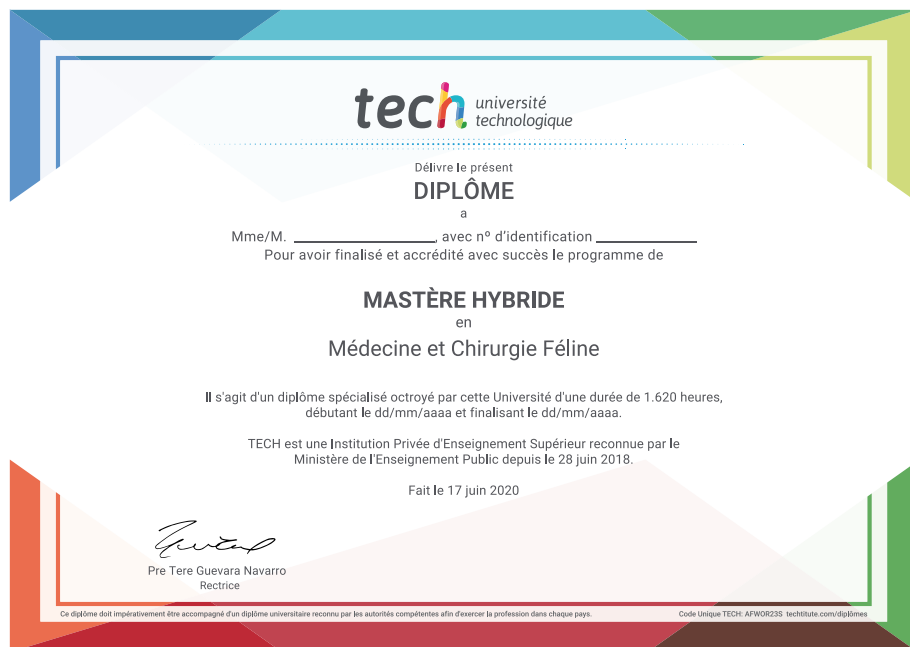 tech université
technologique
Délivre le présent
DIPLÔME
a
Mme/M. ____________________, avec nº d'identification ______________
Pour avoir finalisé et accrédité avec succès le programme de
MASTÈRE HYBRIDE
en
Médecine et Chirurgie Féline
Il s'agit d'un diplôme spécialisé octroyé par cette Université d'une durée de 1.620 heures,
débutant le dd/mm/aaaa et finalisant le dd/mm/aaaa.
TECH est une Institution Privée d'Enseignement Supérieur reconnue par le
Ministère de l'Enseignement Public depuis le 28 juin 2018.
Fait le 17 juin 2020
Pre Tere Guevara Navarro
Rectrice
Ce diplôme doit impérativement être accompagné d'un diplôme universitaire reconnu par les autorités compétentes afin d'exercer la profession dans chaque pays.
Code Unique TECH: AFWOR23S techtitute.com/diplômes